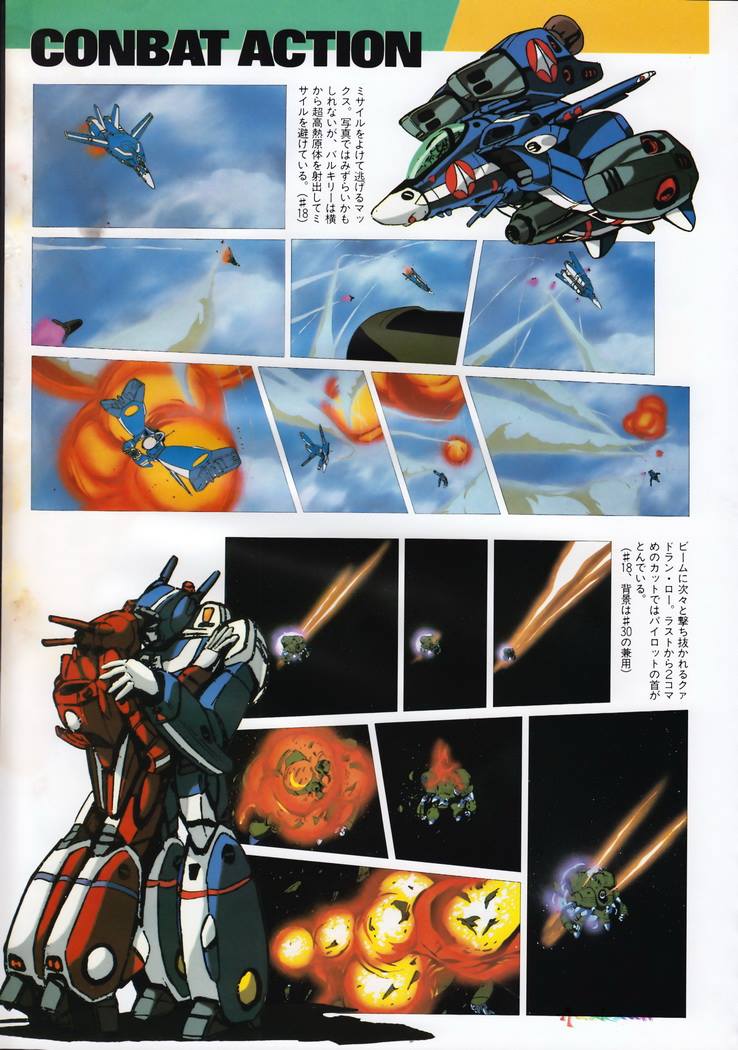 CONBAT ACTION
ミサイルをよけて逃げるマッ
クス。写真ではみずらいかも
しれないが、バルキリーは横
から超高熱原体を射出してミ
サイルを避けている。(♯18)
ビームに次々と撃ち抜かれるクァ
ドラン・ロー。ラストから2コマ
めのカットではパイロットの首が
とんでいる。
(♯18、背景は♯30の兼用)